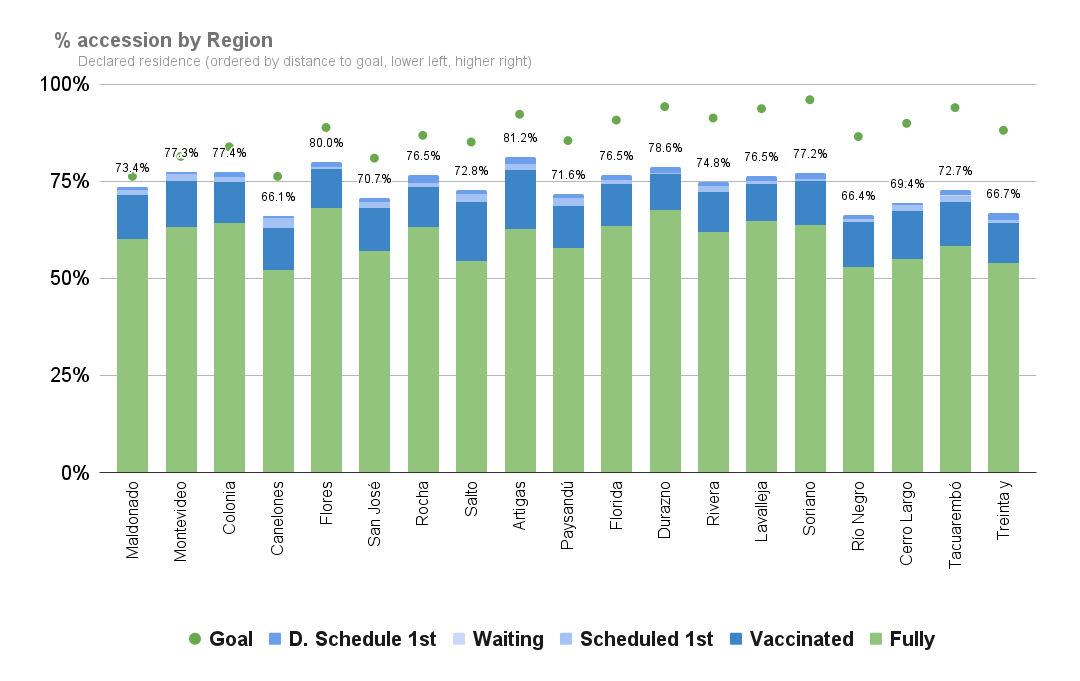 % accession by Region
Declared residence (ordered by distance to goal, lower left, higher right)
100%
75%
50%
25%
0%
73.4%
77.3%
77.4%
66.1%
80.0%
70.7%
76.5%
72.8%
81.2%
71.6%
76.5%
78.6%
74.8%
76.5%
77.2%
66.4%
69.4%
72.7%
66.7%
Maldonado
Montevideo
Colonia
Canelones
Flores
San José
Rocha
Salto
Artigas
Paysandú
Florida
Durazno
Rivera
Lavalleja
Soriano
Río Negro
Cerro Largo
Tacuarembó
Treinta y
Goal D. Schedule 1st Waiting Scheduled 1st Vaccinated Fully